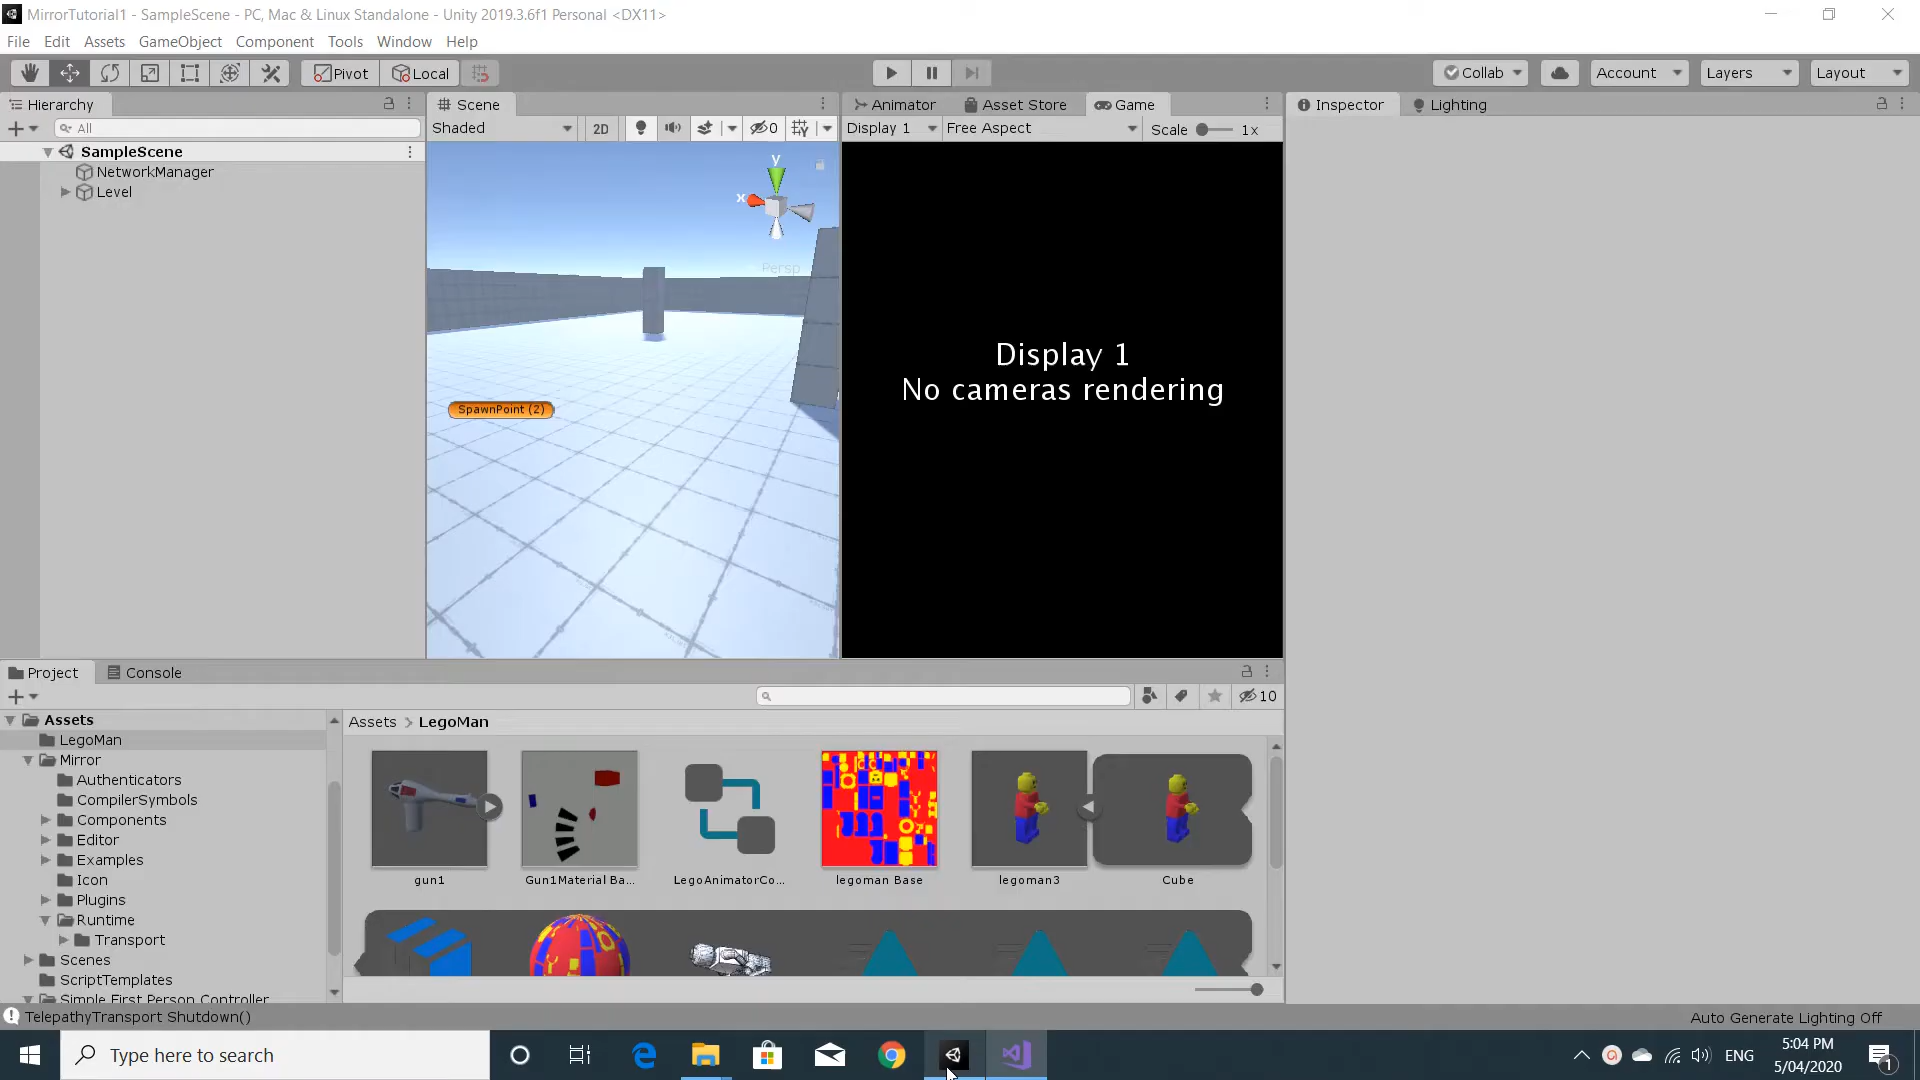 MirrorTutorial1 - SampleScene - PC, Mac & Linux Standalone - Unity 2019.3.6f1 Personal <DX11>
File Edit Assets GameObject Component Tools Window Help
Pivot Local Collab Account Layers Layout
Hierarchy Scene Animator Asset Store Game Inspector Lighting
All Shaded 2D 0 Display 1 Free Aspect Scale 1x
SampleScene
NetworkManager
Level
y
x
Persp
SpawnPoint (2)
Display 1
No cameras rendering
Project Console
10
Assets
LegoMan
Mirror
Authenticators
CompilerSymbols
Components
Editor
Examples
Icon
Plugins
Runtime
Transport
Scenes
ScriptTemplates
Simple First Person Controller
Assets > LegoMan
gun1 Gun1Material Ba... LegoAnimatorCo... legoman Base legoman3 Cube
TelepathyTransport Shutdown()
Auto Generate Lighting Off
Type here to search
ENG
5:04 PM
5/04/2020
1